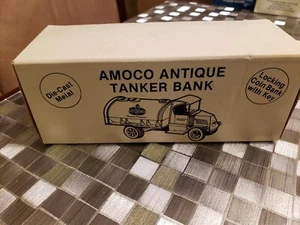 AMOCO ANTIQUE
TANKER BANK
Die-Cast
Metal
Locking
Coin Bank
with Key